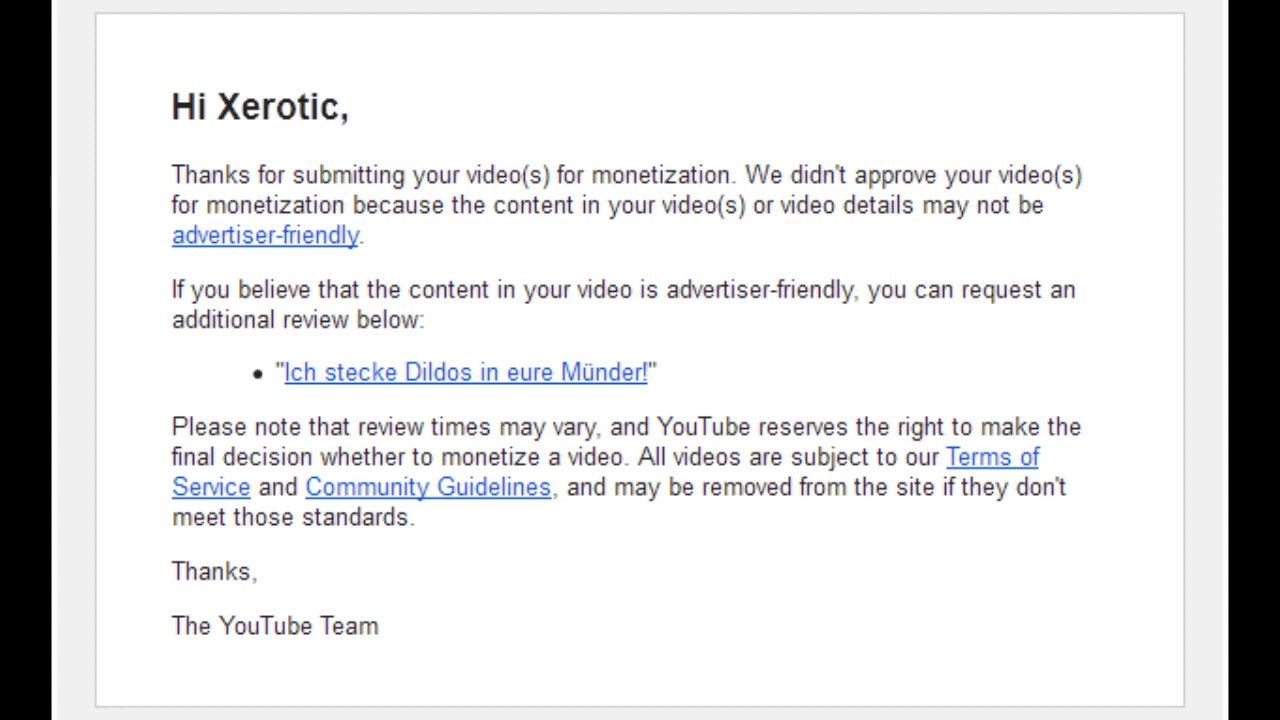 Hi Xerotic,
Thanks for submitting your video(s) for monetization. We didn't approve your video(s)
for monetization because the content in your video(s) or video details may not be
advertiser-friendly.
If you believe that the content in your video is advertiser-friendly, you can request an
additional review below:
• "Ich stecke Dildos in eure Münder!"
Please note that review times may vary, and YouTube reserves the right to make the
final decision whether to monetize a video. All videos are subject to our Terms of
Service and Community Guidelines, and may be removed from the site if they don't
meet those standards.
Thanks,
The YouTube Team